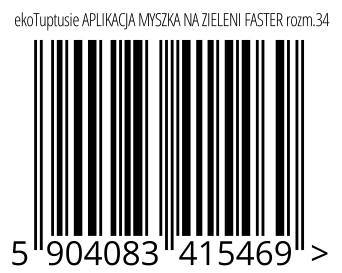 ekoTuptusie APLIKACJA MYSZKA NA ZIELENI FASTER rozm.34
5 904083 415469 >